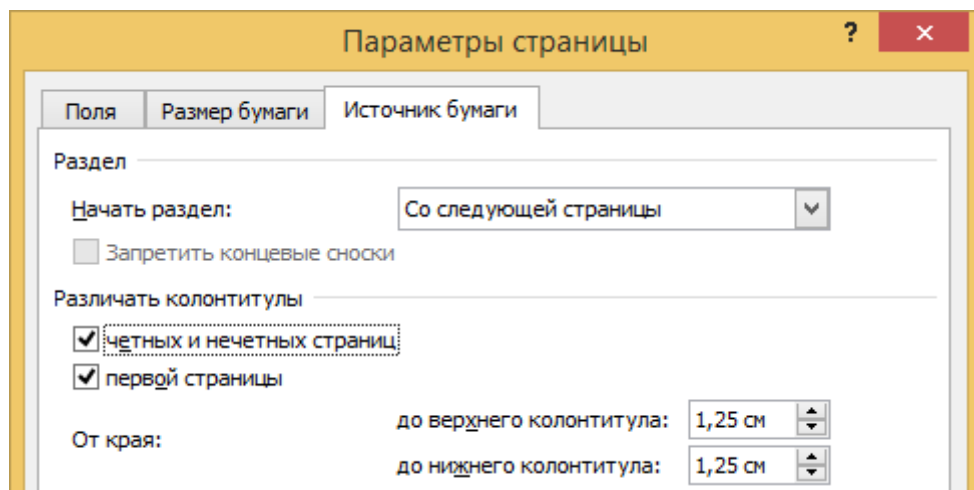 Параметры страницы ? ×
Поля Размер бумаги Источник бумаги
Раздел
Начать раздел: Со следующей страницы
Запретить концевые сноски
Различать колонтитулы
четных и нечетных страниц
первой страницы
От края:
до верхнего колонтитула: 1,25 см
до нижнего колонтитула: 1,25 см